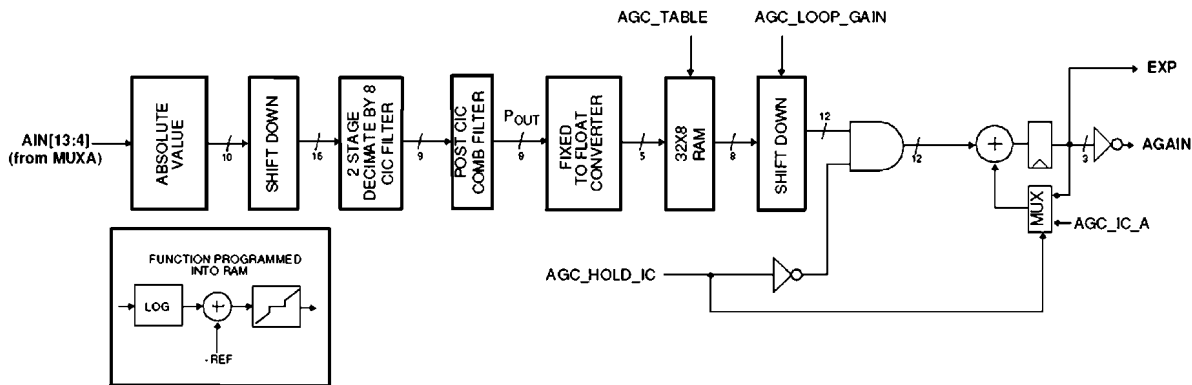 AGC_TABLE
AGC_LOOP_GAIN
AIN[13:4]
(from MUXA)
ABSOLUTE
VALUE
10
SHIFT DOWN
16
2 STAGE
DECIMATE BY 8
CIC FILTER
9
POST CIC
COMB FILTER
POUT
9
FIXED
TO FLOAT
CONVERTER
5
32X8
RAM
8
SHIFT DOWN
12
12
EXP
3
AGAIN
MUX
AGC_IC_A
AGC_HOLD_IC
FUNCTION PROGRAMMED
INTO RAM
LOG
+
-REF
+